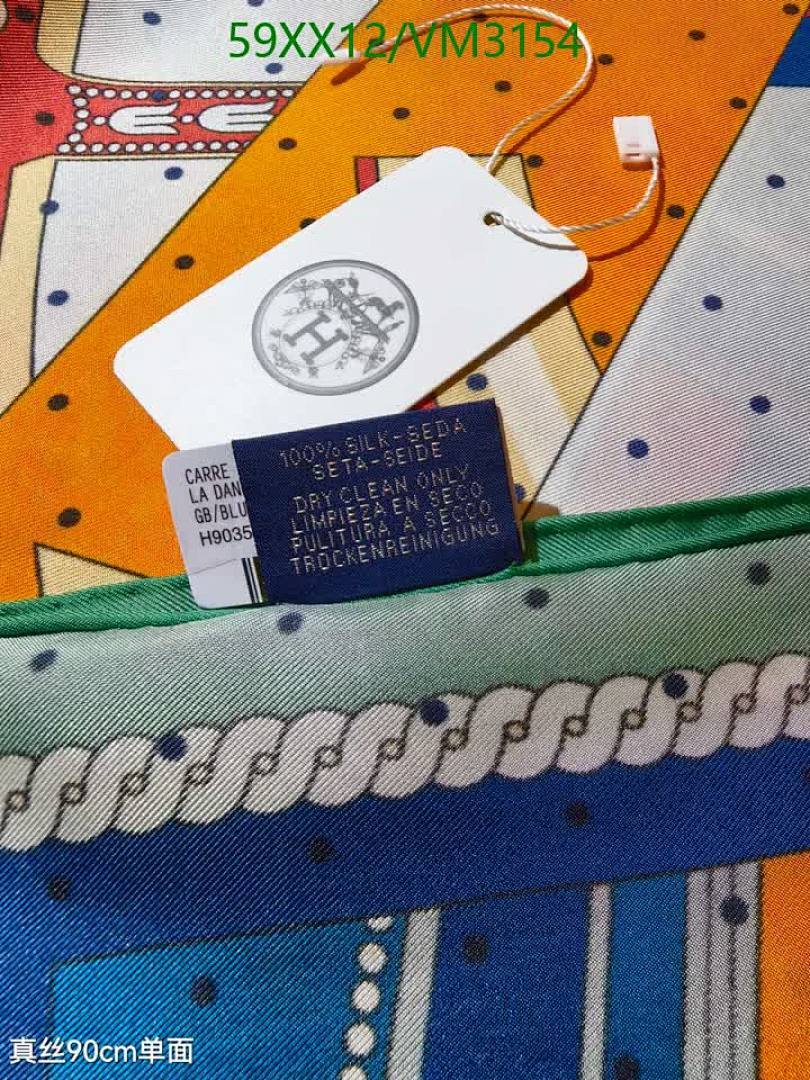 59XX12/VM3154
H
CARRE
LA DAN
GB/BLU
H9035
100% SILK-SEDA
SETA-SEIDE
DRY CLEAN ONLY
LIMPIEZA EN SECO
PULITURA A SECCO
TROCKENREINIGUNG
真丝90cm单面